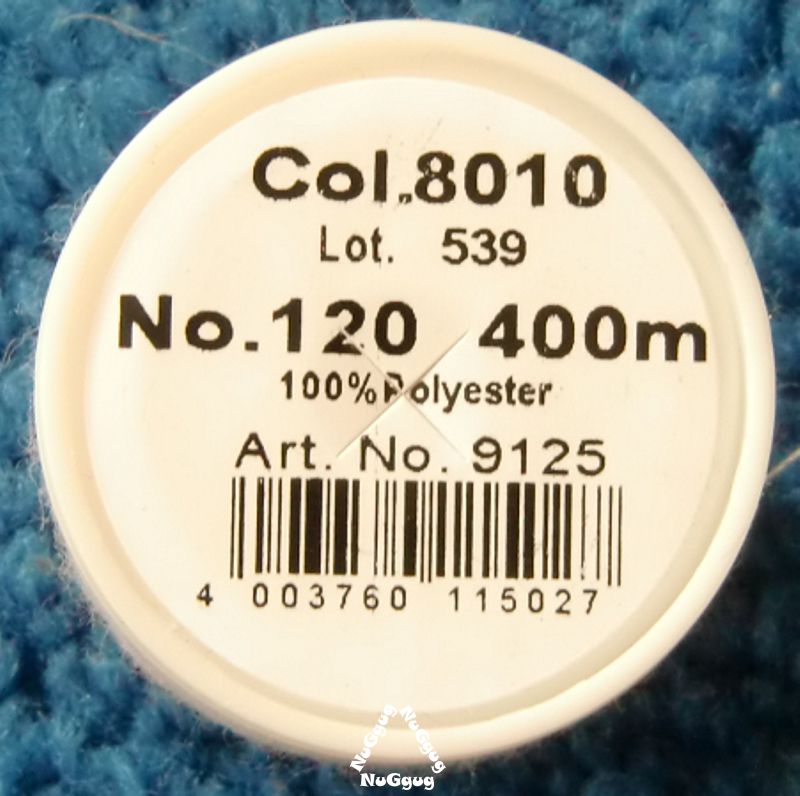 Col.8010
Lot. 539
No.120 400m
100%Polyester
Art. No. 9125
4 003760 115027
NuGgug NuGgug
NuGgug